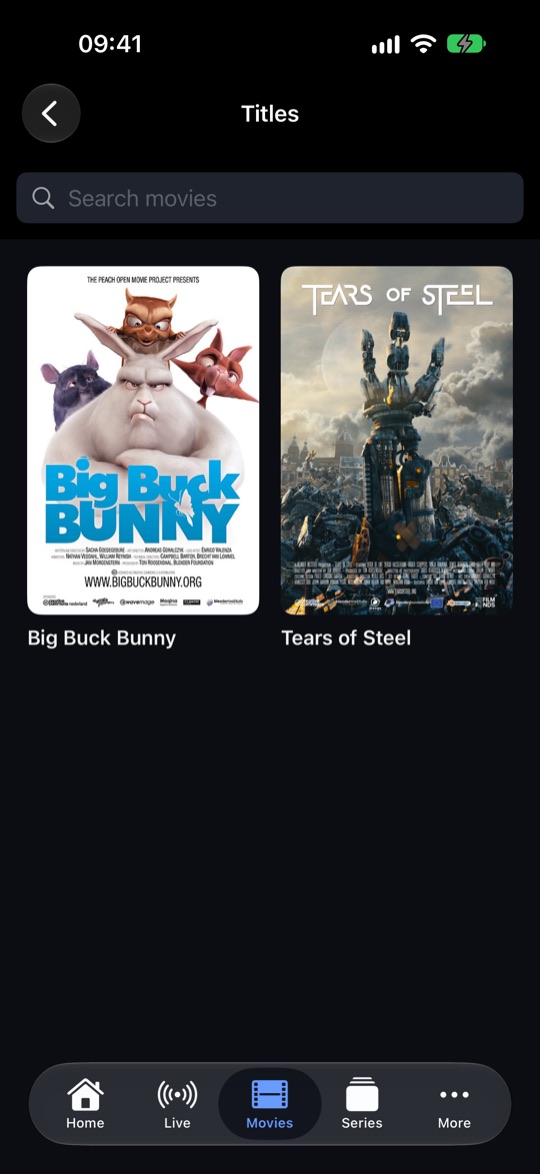 09:41
Titles
Search movies
THE PEACH OPEN MOVIE PROJECT PRESENTS
Big Buck
BUNNY
WWW.BIGBUCKBUNNY.ORG
TEARS OF STEEL
Big Buck Bunny
Tears of Steel
Home
Live
Movies
Series
More